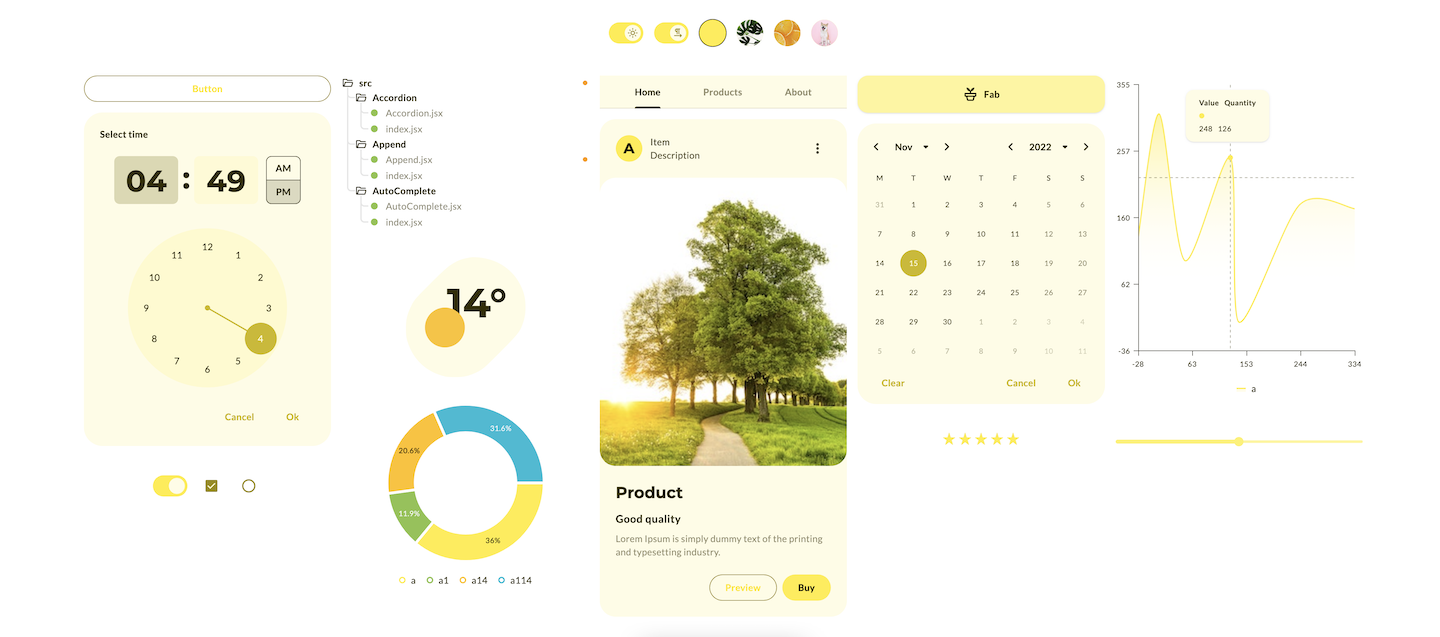 Button
Select time
04 : 49
AM
PM
12
11 1
10 2
9 3
8 4
7 5
6
Cancel Ok
src
Accordion
Accordion.jsx
index.jsx
Append
Append.jsx
index.jsx
AutoComplete
AutoComplete.jsx
index.jsx
14°
31.6%
20.6%
11.9%
36%
a a1 a14 a114
Home Products About
A
Item
Description
Product
Good quality
Lorem Ipsum is simply dummy text of the printing
and typesetting industry.
Preview Buy
Fab
Nov 2022
M T W T F S S
31 1 2 3 4 5 6
7 8 9 10 11 12 13
14 15 16 17 18 19 20
21 22 23 24 25 26 27
28 29 30 1 2 3 4
5 6 7 8 9 10 11
Clear Cancel Ok
355
257
160
62
-36
-28 63 153 244 334
Value Quantity
248 126
a